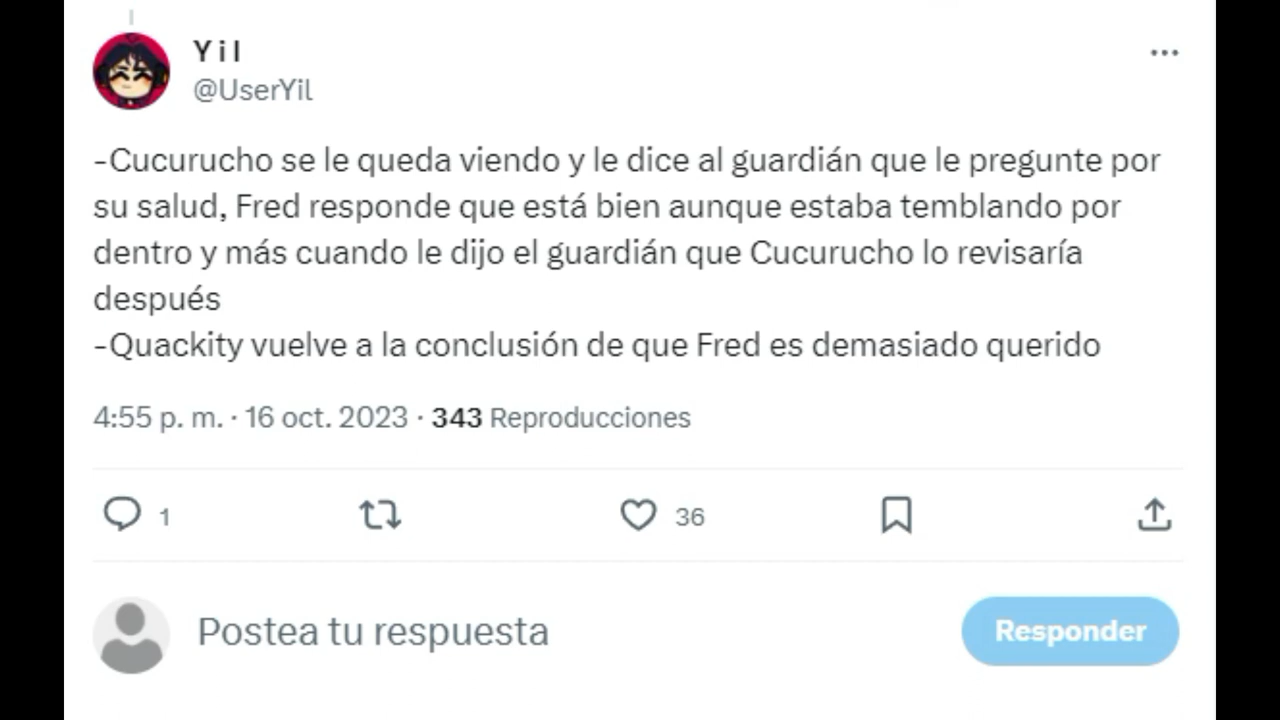 Yil
@UserYil
-Cucurucho se le queda viendo y le dice al guardián que le pregunte por
su salud, Fred responde que está bien aunque estaba temblando por
dentro y más cuando le dijo el guardián que Cucurucho lo revisaría
después
-Quackity vuelve a la conclusión de que Fred es demasiado querido
4:55 p. m. · 16 oct. 2023 · 343 Reproducciones
1 36
Postea tu respuesta Responder